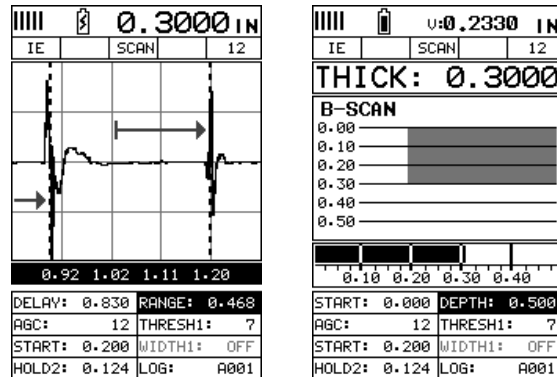 0.3000 IN
IE SCAN 12
0.92 1.02 1.11 1.20
DELAY: 0.830 RANGE: 0.468
AGC: 12 THRESH1: 7
START: 0.200 WIDTH1: OFF
HOLD2: 0.124 LOG: A001
V:0.2330 IN
IE SCAN 12
THICK: 0.3000
B-SCAN
0.00
0.10
0.20
0.30
0.40
0.50
0.10 0.20 0.30 0.40
START: 0.000 DEPTH: 0.500
AGC: 12 THRESH1: 7
START: 0.200 WIDTH1: OFF
HOLD2: 0.124 LOG: A001